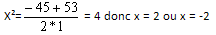 X²=(−45+53)/(2*1) = 4 donc x = 2 ou x = -2